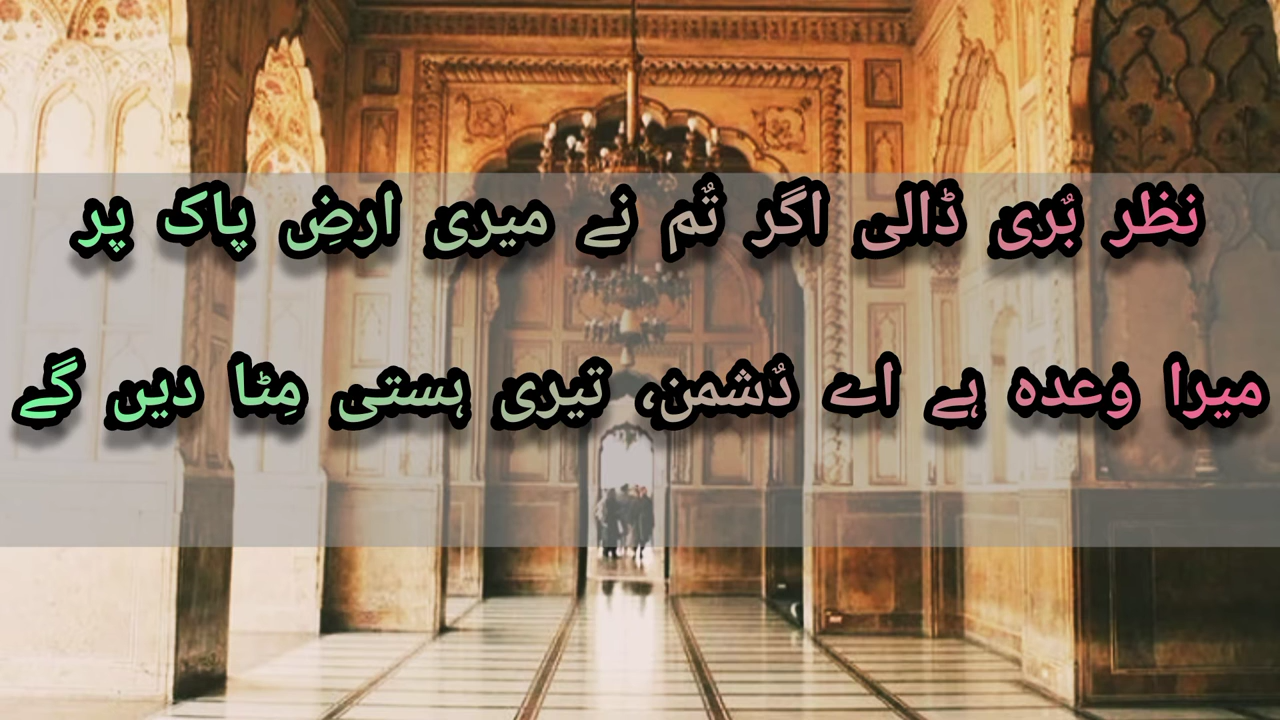 نظر بُری ڈالی اگر تُم نے میری ارضِ پاک پر
میرا وعدہ ہے اے دُشمن، تیری ہستی مِٹا دیں گے